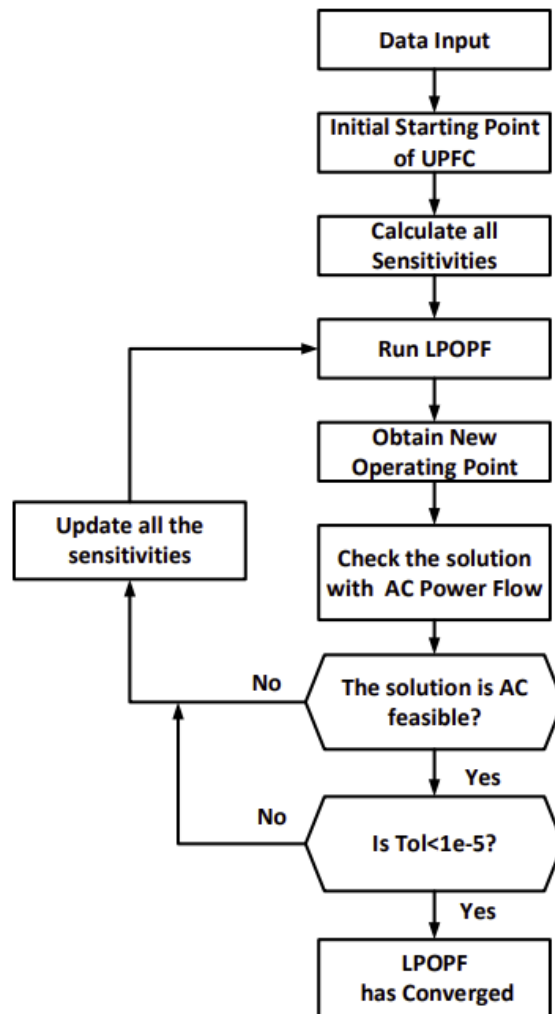 Data Input
Initial Starting Point
of UPFC
Calculate all
Sensitivities
Run LPOPF
Obtain New
Operating Point
Update all the
sensitivities
Check the solution
with AC Power Flow
No
The solution is AC
feasible?
Yes
No
Is Tol<1e-5?
Yes
LPOPF
has Converged